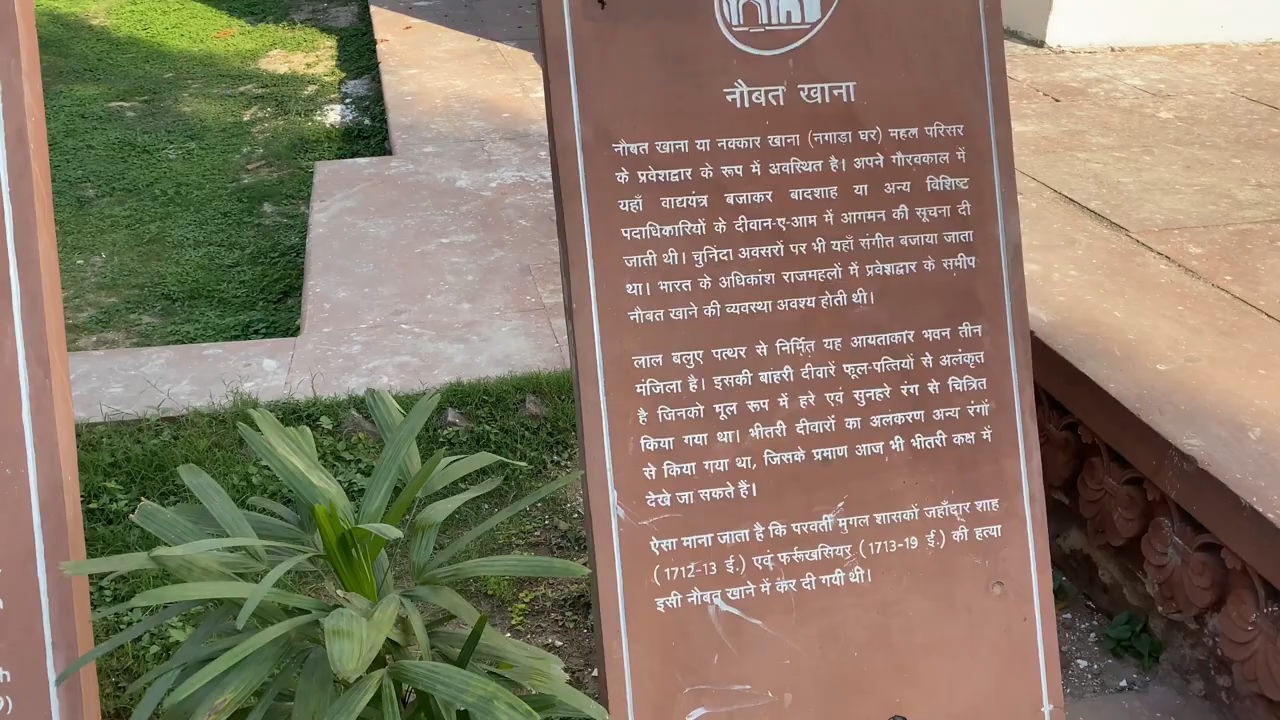 नौबत खाना
नौबत खाना या नक्कार खाना (नगाड़ा घर) महल परिसर
के प्रवेशद्वार के रूप में अवस्थित है। अपने गौरवकाल में
यहाँ वाद्ययंत्र बजाकर बादशाह या अन्य विशिष्ट
पदाधिकारियों के दीवान-ए-आम में आगमन की सूचना दी
जाती थी। चुनिंदा अवसरों पर भी यहाँ संगीत बजाया जाता
था। भारत के अधिकांश राजमहलों में प्रवेशद्वार के समीप
नौबत खाने की व्यवस्था अवश्य होती थी।
लाल बलुए पत्थर से निर्मित यह आयताकार भवन तीन
मंजिला है। इसकी बाहरी दीवारें फूल-पत्तियों से अलंकृत
है जिनको मूल रूप में हरे एवं सुनहरे रंग से चित्रित
किया गया था। भीतरी दीवारों का अलंकरण अन्य रंगों
से किया गया था, जिसके प्रमाण आज भी भीतरी कक्ष में
देखे जा सकते हैं।
ऐसा माना जाता है कि परवर्ती मुगल शासकों जहाँदार शाह
(1712-13 ई.) एवं फर्रुखसियर (1713-19 ई.) की हत्या
इसी नौबत खाने में कर दी गयी थी।